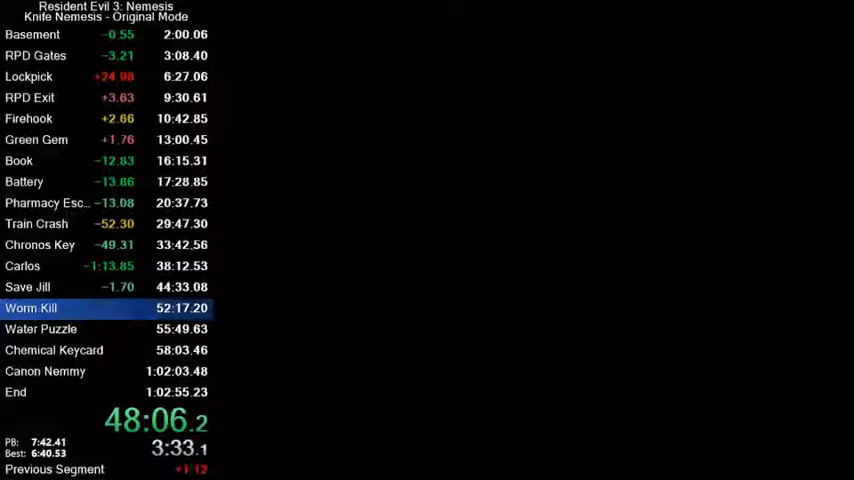 Resident Evil 3: Nemesis
Knife Nemesis - Original Mode
Basement -0.55 2:00.06
RPD Gates -3.21 3:08.40
Lockpick +24.98 6:27.06
RPD Exit +3.63 9:30.61
Firehook +2.66 10:42.85
Green Gem +1.76 13:00.45
Book -12.83 16:15.31
Battery -13.86 17:28.85
Pharmacy Esc... -13.08 20:37.73
Train Crash -52.30 29:47.30
Chronos Key -49.31 33:42.56
Carlos -1:13.85 38:12.53
Save Jill -1.70 44:33.08
Worm Kill 52:17.20
Water Puzzle 55:49.63
Chemical Keycard 58:03.46
Canon Nemmy 1:02:03.48
End 1:02:55.23
48:06.2
PB: 7:42.41
Best: 6:40.53
3:33.1
Previous Segment +1:12